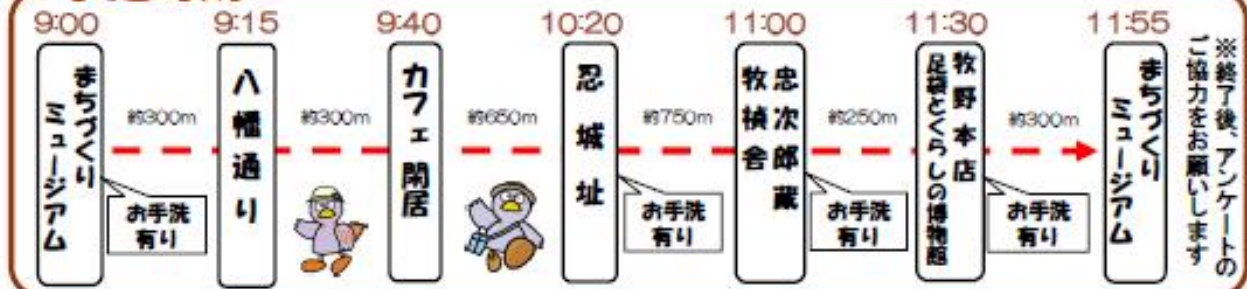 9:00
9:15
9:40
10:20
11:00
11:30
11:55
まちづくり
ミュージアム
約300m
お手洗
有り
八幡通り
約300m
カフェ閑居
約650m
忍城址
約750m
お手洗
有り
忠次郎蔵
牧禎舎
約250m
お手洗
有り
牧野本店
足袋とくらしの博物館
約300m
お手洗
有り
まちづくり
ミュージアム
※終了後、アンケートの
ご協力をお願いします